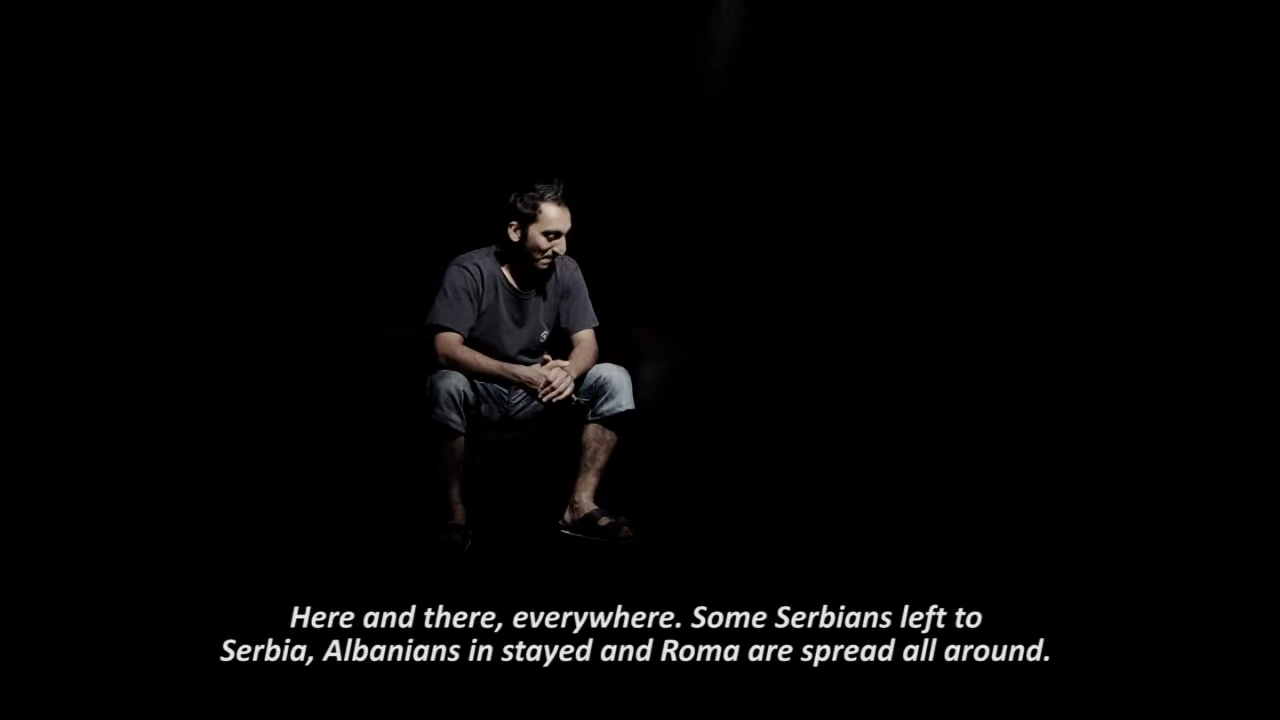 Here and there, everywhere. Some Serbians left to
Serbia, Albanians in stayed and Roma are spread all around.